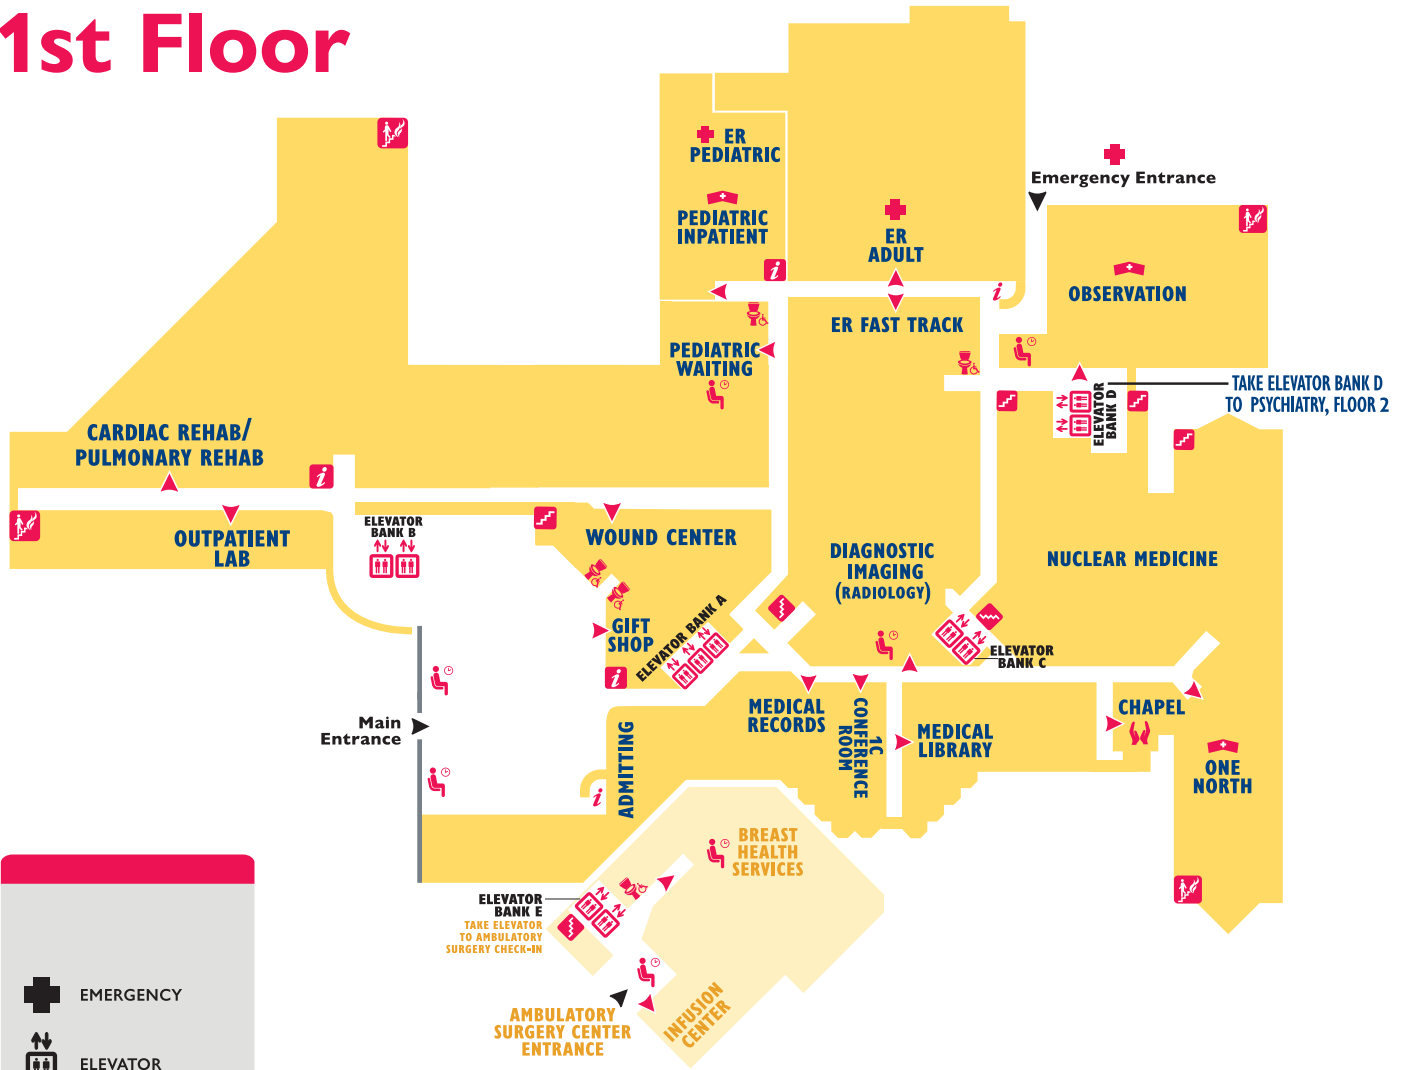 1st Floor
ER
PEDIATRIC
PEDIATRIC
INPATIENT
ER
ADULT
Emergency Entrance
OBSERVATION
ER FAST TRACK
PEDIATRIC
WAITING
ELEVATOR
BANK D
TAKE ELEVATOR BANK D
TO PSYCHIATRY, FLOOR 2
CARDIAC REHAB/
PULMONARY REHAB
OUTPATIENT
LAB
ELEVATOR
BANK B
WOUND CENTER
DIAGNOSTIC
IMAGING
(RADIOLOGY)
NUCLEAR MEDICINE
GIFT
SHOP
ELEVATOR BANK A
ELEVATOR
BANK C
Main
Entrance
ADMITTING
MEDICAL
RECORDS
1C
CONFERENCE
ROOM
MEDICAL
LIBRARY
CHAPEL
ONE
NORTH
BREAST
HEALTH
SERVICES
ELEVATOR
BANK E
TAKE ELEVATOR
TO AMBULATORY
SURGERY CHECK-IN
AMBULATORY
SURGERY CENTER
ENTRANCE
INFUSION
CENTER
EMERGENCY
ELEVATOR